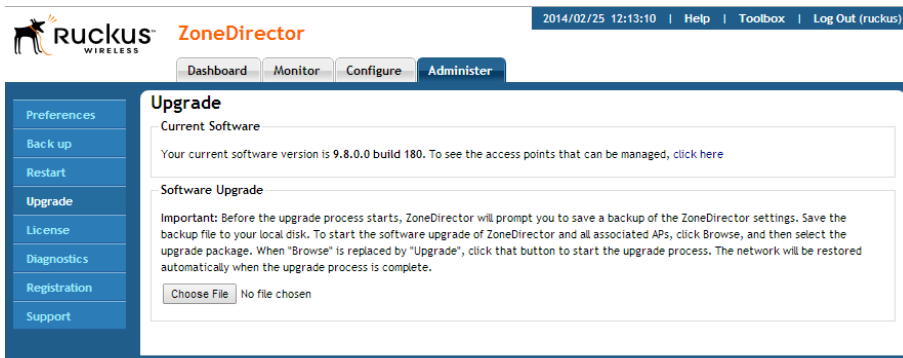 2014/02/25 12:13:10 | Help | Toolbox | Log Out (ruckus)
RUCKUS
WIRELESS
ZoneDirector
Dashboard Monitor Configure Administer
Preferences
Back up
Restart
Upgrade
License
Diagnostics
Registration
Support
Upgrade
Current Software
Your current software version is 9.8.0.0 build 180. To see the access points that can be managed, click here
Software Upgrade
Important: Before the upgrade process starts, ZoneDirector will prompt you to save a backup of the ZoneDirector settings. Save the
backup file to your local disk. To start the software upgrade of ZoneDirector and all associated APs, click Browse, and then select the
upgrade package. When "Browse" is replaced by "Upgrade", click that button to start the upgrade process. The network will be restored
automatically when the upgrade process is complete.
Choose File No file chosen